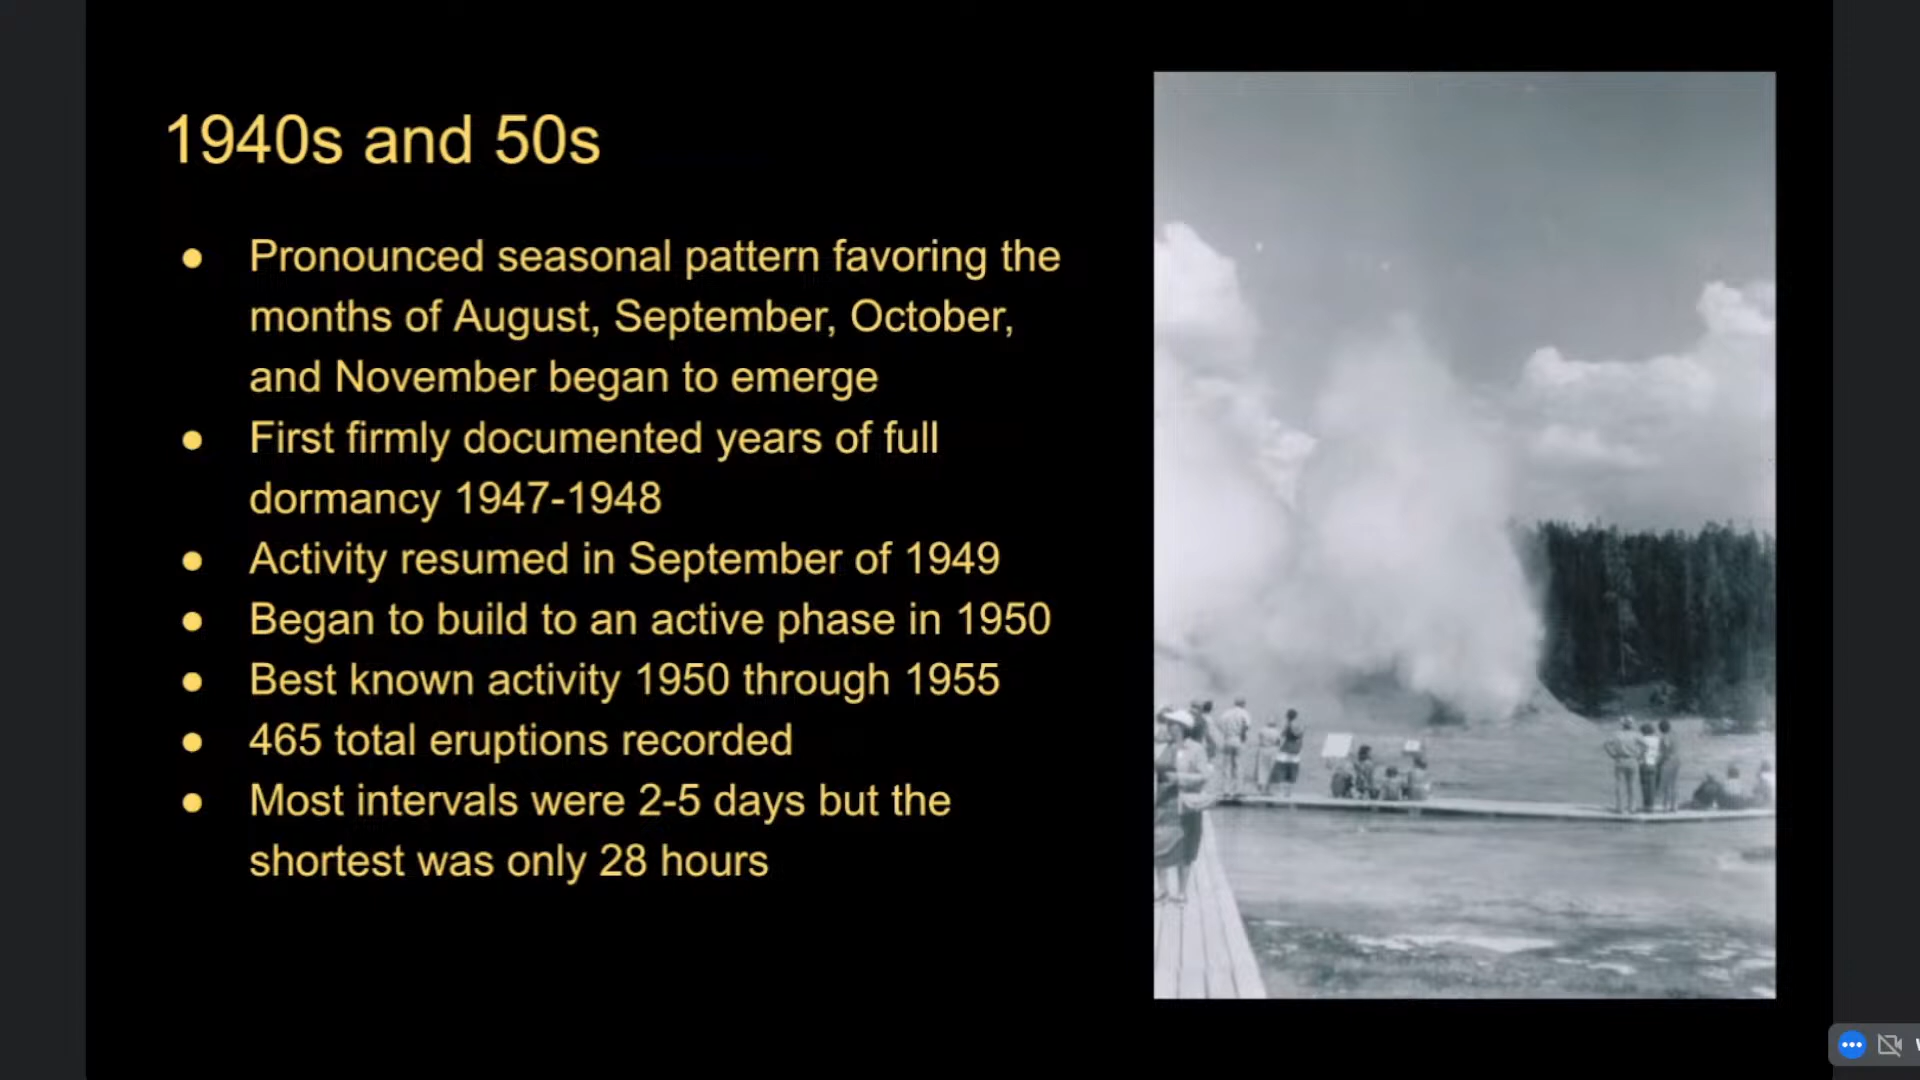 1940s and 50s
● Pronounced seasonal pattern favoring the
months of August, September, October,
and November began to emerge
● First firmly documented years of full
dormancy 1947-1948
● Activity resumed in September of 1949
● Began to build to an active phase in 1950
● Best known activity 1950 through 1955
● 465 total eruptions recorded
● Most intervals were 2-5 days but the
shortest was only 28 hours